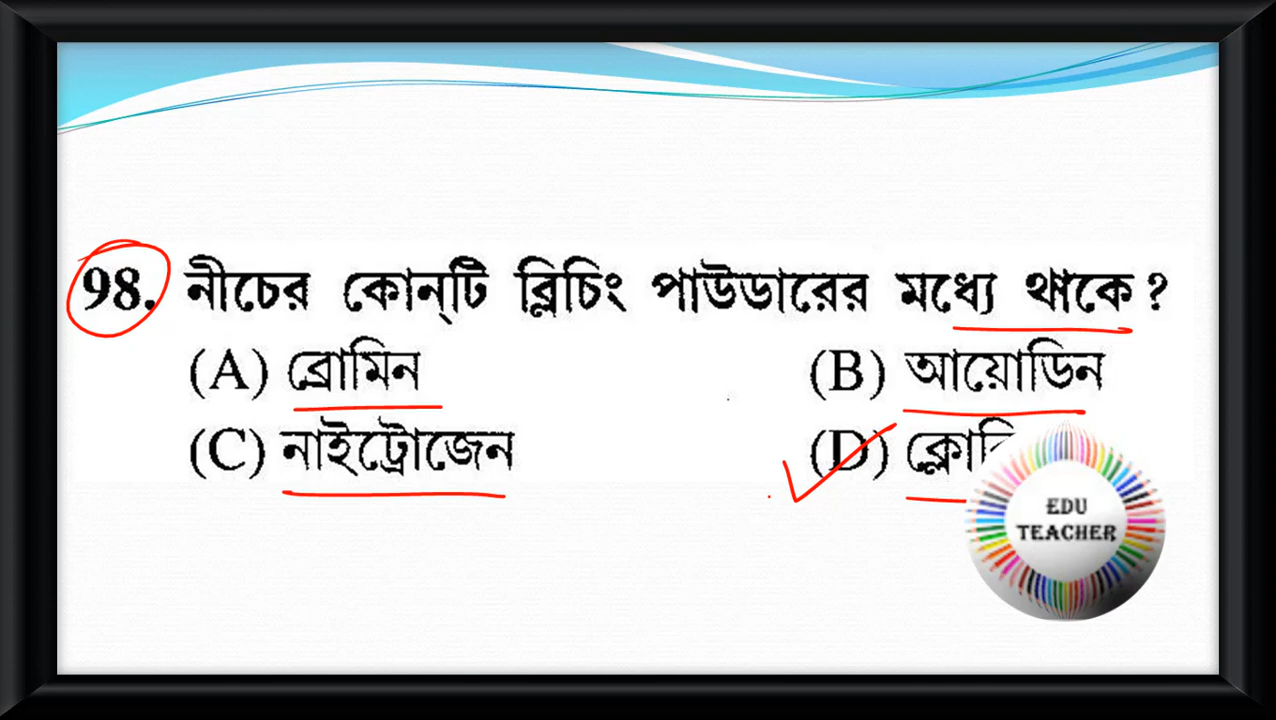 98. নীচের কোন্‌টি ব্লিচিং পাউডারের মধ্যে থাকে ?
(A) ব্রোমিন (B) আয়োডিন
(C) নাইট্রোজেন (D)
EDU
TEACHER